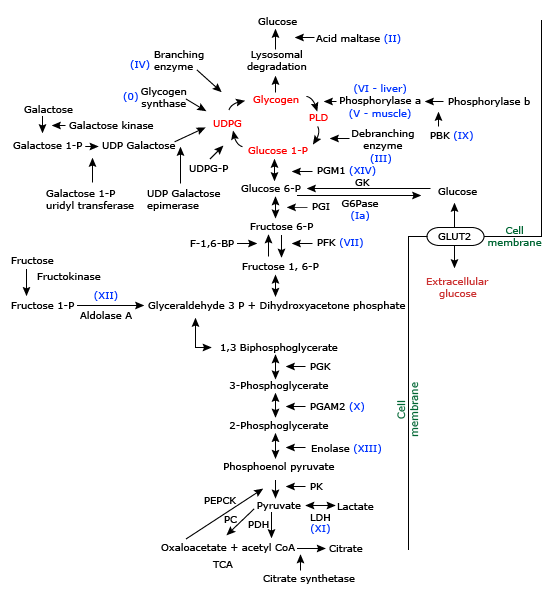 Glucose
Acid maltase (II)
Lysosomal
degradation
Branching
(IV) enzyme
(0) Glycogen
synthase
Glycogen
(VI - liver)
Phosphorylase a
(V - muscle)
Phosphorylase b
PLD
UDPG
PBK (IX)
Galactose
Galactose kinase
Galactose 1-P
UDP Galactose
Debranching
enzyme
(III)
Glucose 1-P
UDPG-P
PGM1 (XIV)
Galactose 1-P
uridyl transferase
UDP Galactose
epimerase
Glucose 6-P
GK
G6Pase
(Ia)
Glucose
PGI
Fructose 6-P
F-1,6-BP
PFK (VII)
GLUT2
Cell
membrane
Fructose
Fructokinase
Fructose 1, 6-P
Extracellular
glucose
Fructose 1-P
(XII)
Aldolase A
Glyceraldehyde 3 P + Dihydroxyacetone phosphate
1,3 Biphosphoglycerate
PGK
3-Phosphoglycerate
PGAM2 (X)
Cell
membrane
2-Phosphoglycerate
Enolase (XIII)
Phosphoenol pyruvate
PK
PEPCK
Pyruvate
Lactate
PC
PDH
LDH
(XI)
Oxaloacetate + acetyl CoA
Citrate
TCA
Citrate synthetase